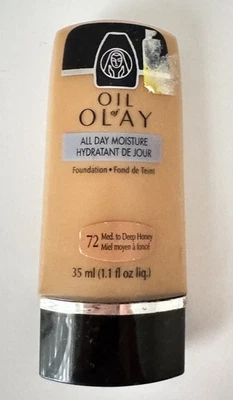 OIL
of
OLAY
ALL DAY MOISTURE
HYDRATANT DE JOUR
Foundation • Fond de Teint
72 Med. to Deep Honey
Miel moyen à foncé
35 ml (1.1 fl oz liq.)